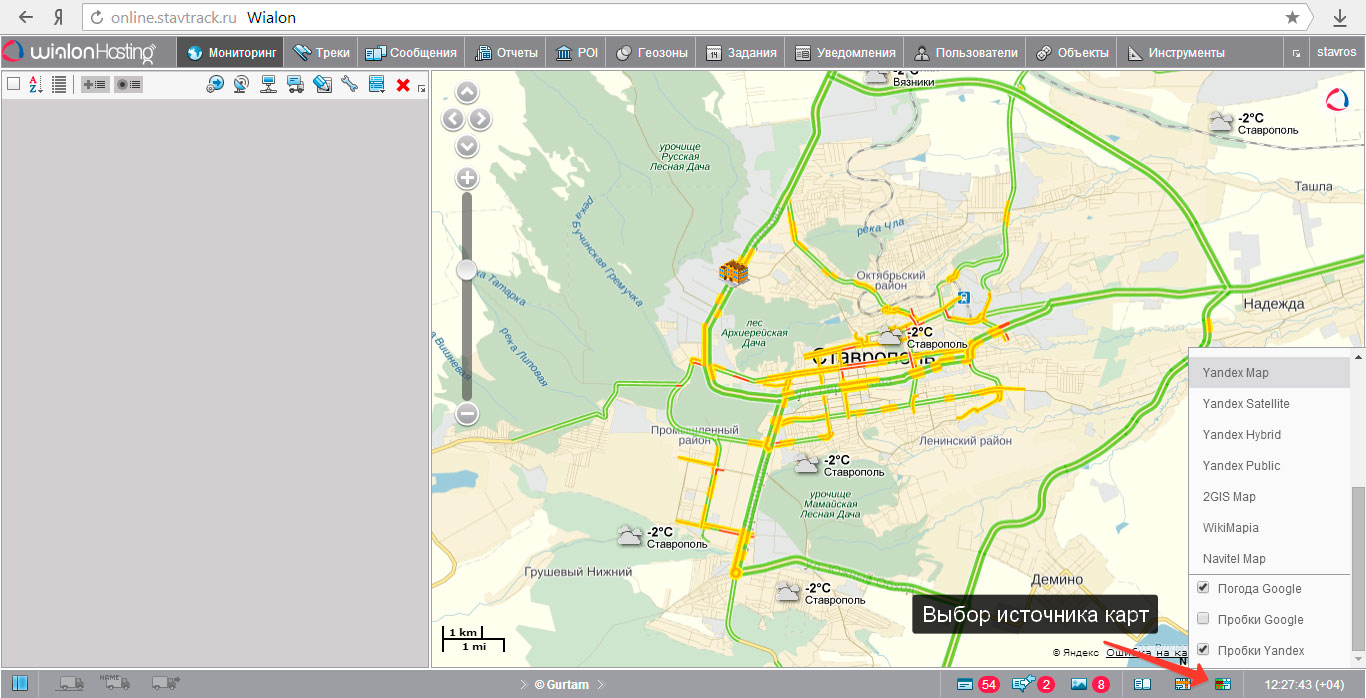 online.stavtrack.ru Wialon
wialonHosting
Мониторинг
Треки
Сообщения
Отчеты
POI
Геозоны
Задания
Уведомления
Пользователи
Объекты
Инструменты
stavros
-2°C
Вязники
-2°C
Ставрополь
урочище
Русская
Лесная Дача
Ташла
река Бучинская Гремучка
река Чла
Октябрьский
район
ка Татарка
Надежда
лес
Архиерейская
Дача
-2°C
Ставрополь
Ставрополь
река Липовая
а Вишневая
Yandex Map
Yandex Satellite
Yandex Hybrid
Yandex Public
2GIS Map
WikiMapia
Navitel Map
Погода Google
Пробки Google
Пробки Yandex
Промышленный
район
Ленинский район
-2°C
Ставрополь
урочище
Мамайская
Лесная Дача
-2°C
Ставрополь
Грушевый Нижний
-2°C
Ставрополь
Демино
Выбор источника карт
1 km
1 mi
© Яндекс Ошибка на ка
NAME
© Gurtam
54
2
8
N
12:27:43 (+04)